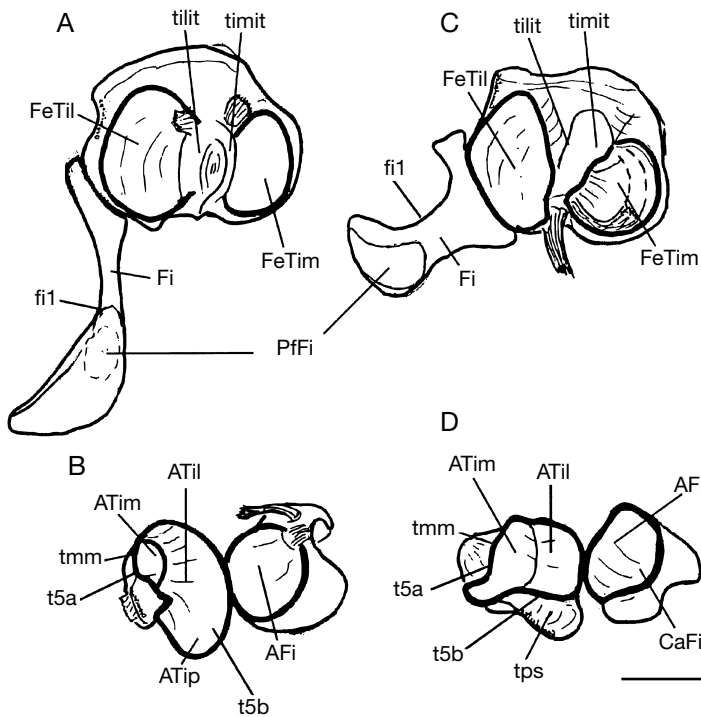 A
tilit
timit
FeTil
FeTim
Fi
fi1
PfFi
C
tilit
timit
FeTil
fi1
Fi
FeTim
B
ATil
ATim
tmm
t5a
ATip
t5b
AFi
D
ATim
ATil
AF
tmm
t5a
t5b
tps
CaFi